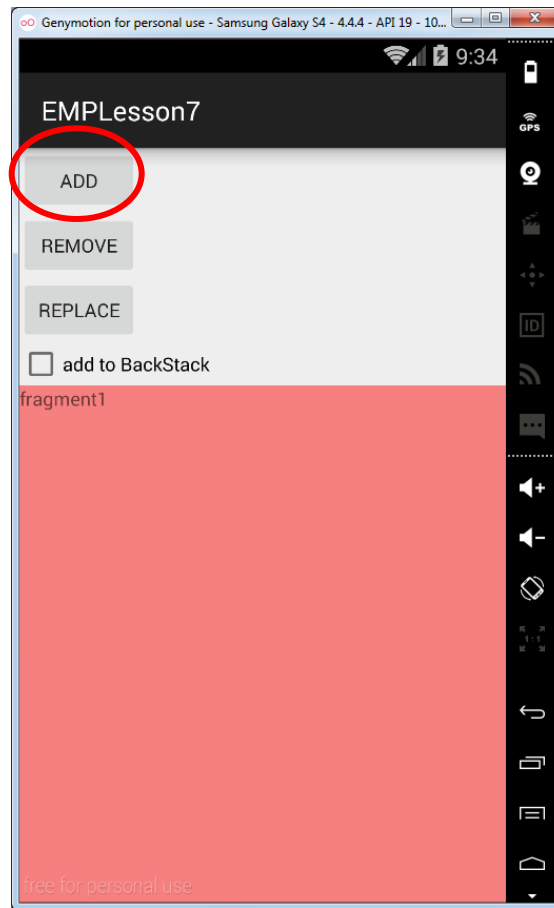 Genymotion for personal use - Samsung Galaxy S4 - 4.4.4 - API 19 - 10...
9:34
EMPLesson7
GPS
ADD
REMOVE
REPLACE
ID
add to BackStack
fragment1
1:1
free for personal use